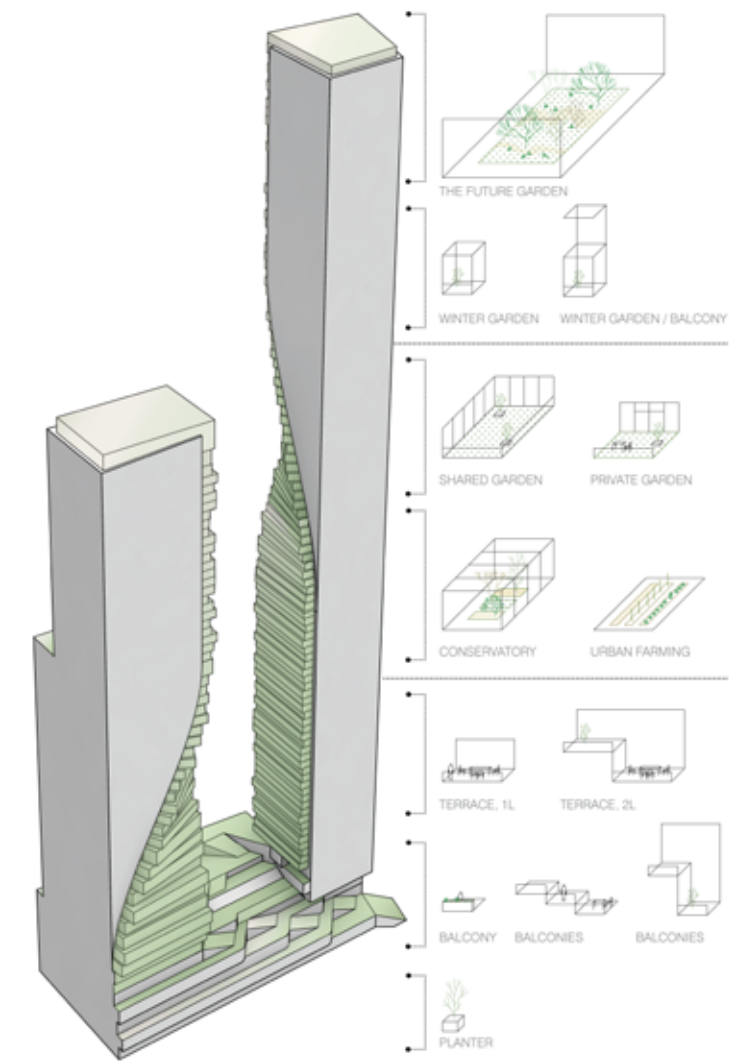 THE FUTURE GARDEN
WINTER GARDEN
WINTER GARDEN / BALCONY
SHARED GARDEN
PRIVATE GARDEN
CONSERVATORY
URBAN FARMING
TERRACE, 1L
TERRACE, 2L
BALCONY
BALCONIES
BALCONIES
PLANTER